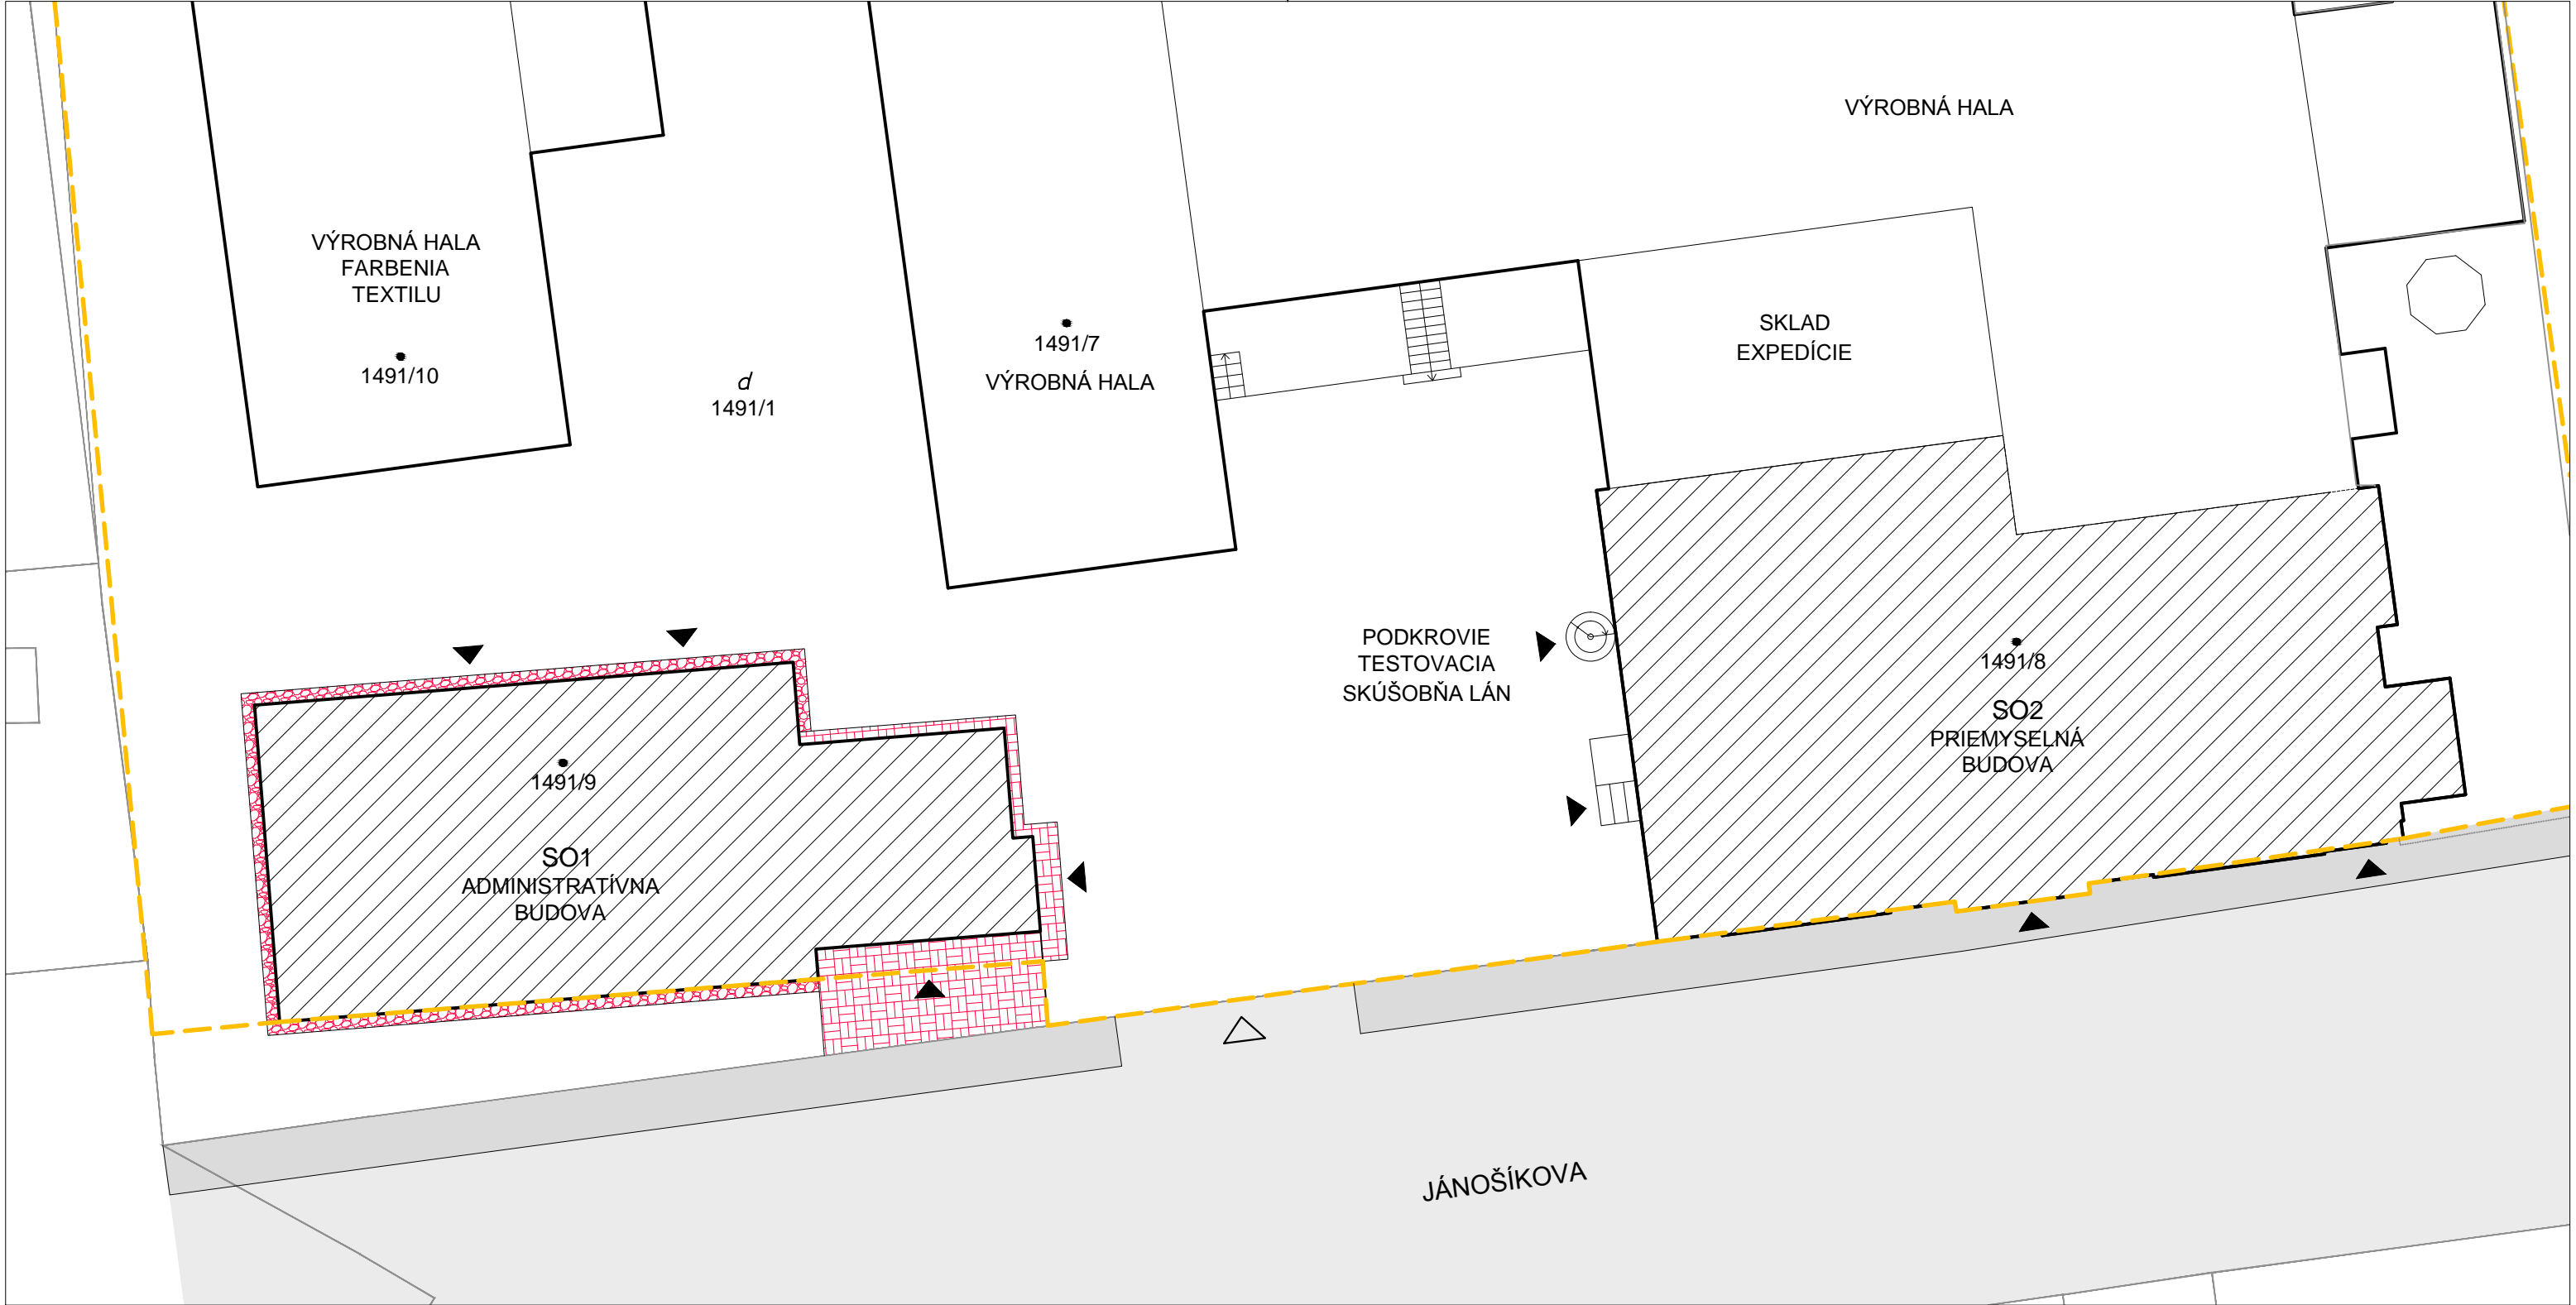 VÝROBNÁ HALA
VÝROBNÁ HALA
FARBENIA
TEXTILU
1491/10
d
1491/1
1491/7
VÝROBNÁ HALA
SKLAD
EXPEDÍCIE
PODKROVIE
TESTOVACIA
SKÚŠOBŇA LÁN
1491/8
SO2
PRIEMYSELNÁ
BUDOVA
1491/9
SO1
ADMINISTRATÍVNA
BUDOVA
JÁNOŠÍKOVA